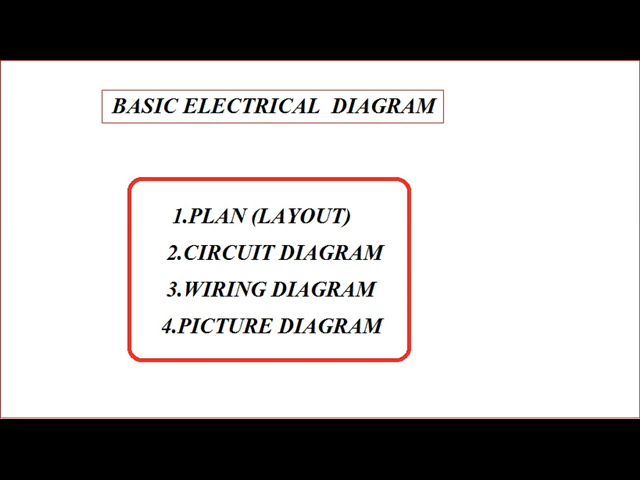 BASIC ELECTRICAL DIAGRAM
1.PLAN (LAYOUT)
2.CIRCUIT DIAGRAM
3.WIRING DIAGRAM
4.PICTURE DIAGRAM